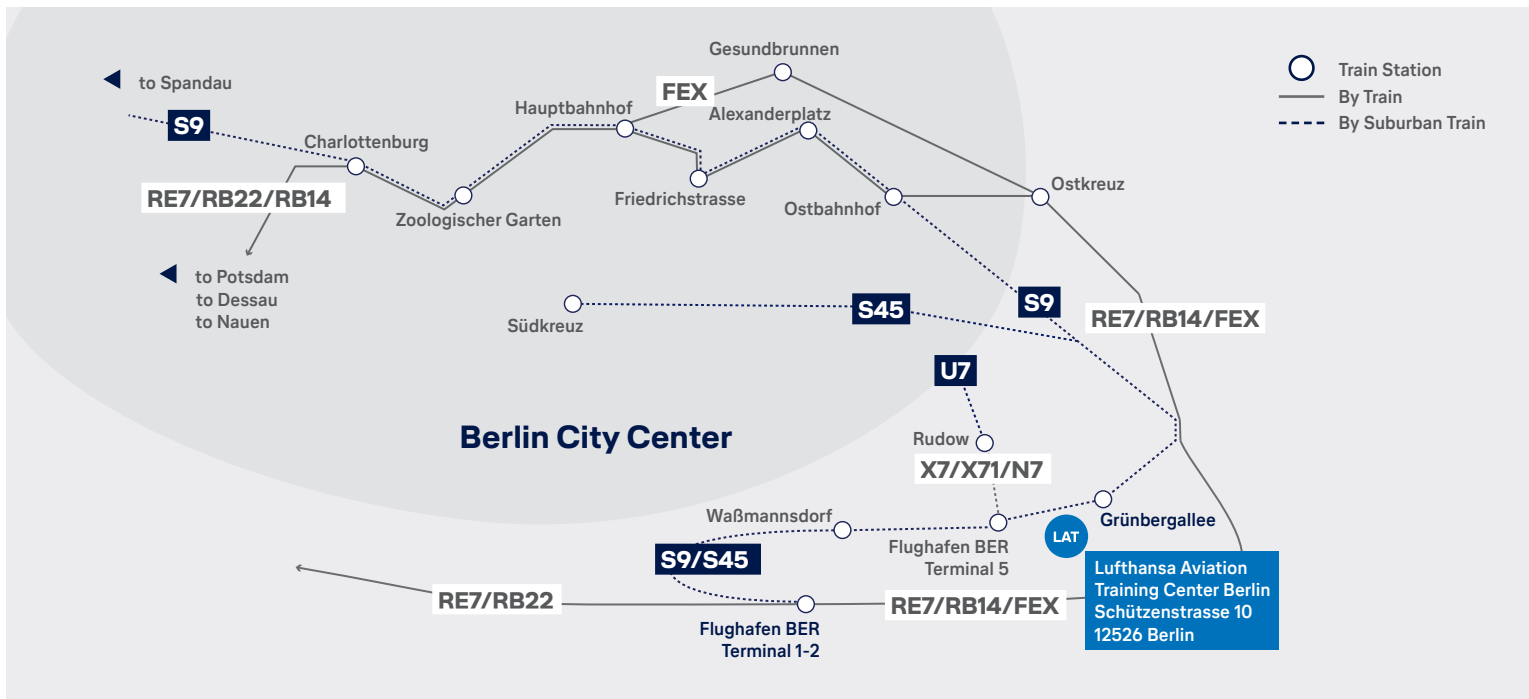 Gesundbrunnen
to Spandau
FEX
Hauptbahnhof
Alexanderplatz
S9
Charlottenburg
RE7/RB22/RB14
Zoologischer Garten
Friedrichstrasse
Ostbahnhof
Ostkreuz
to Potsdam
to Dessau
to Nauen
Südkreuz
S45
S9
RE7/RB14/FEX
U7
Berlin City Center
Rudow
X7/X71/N7
Waßmannsdorf
Flughafen BER
Terminal 5
Grünbergallee
LAT
S9/S45
RE7/RB22
RE7/RB14/FEX
Flughafen BER
Terminal 1-2
Lufthansa Aviation
Training Center Berlin
Schützenstrasse 10
12526 Berlin
Train Station
By Train
By Suburban Train